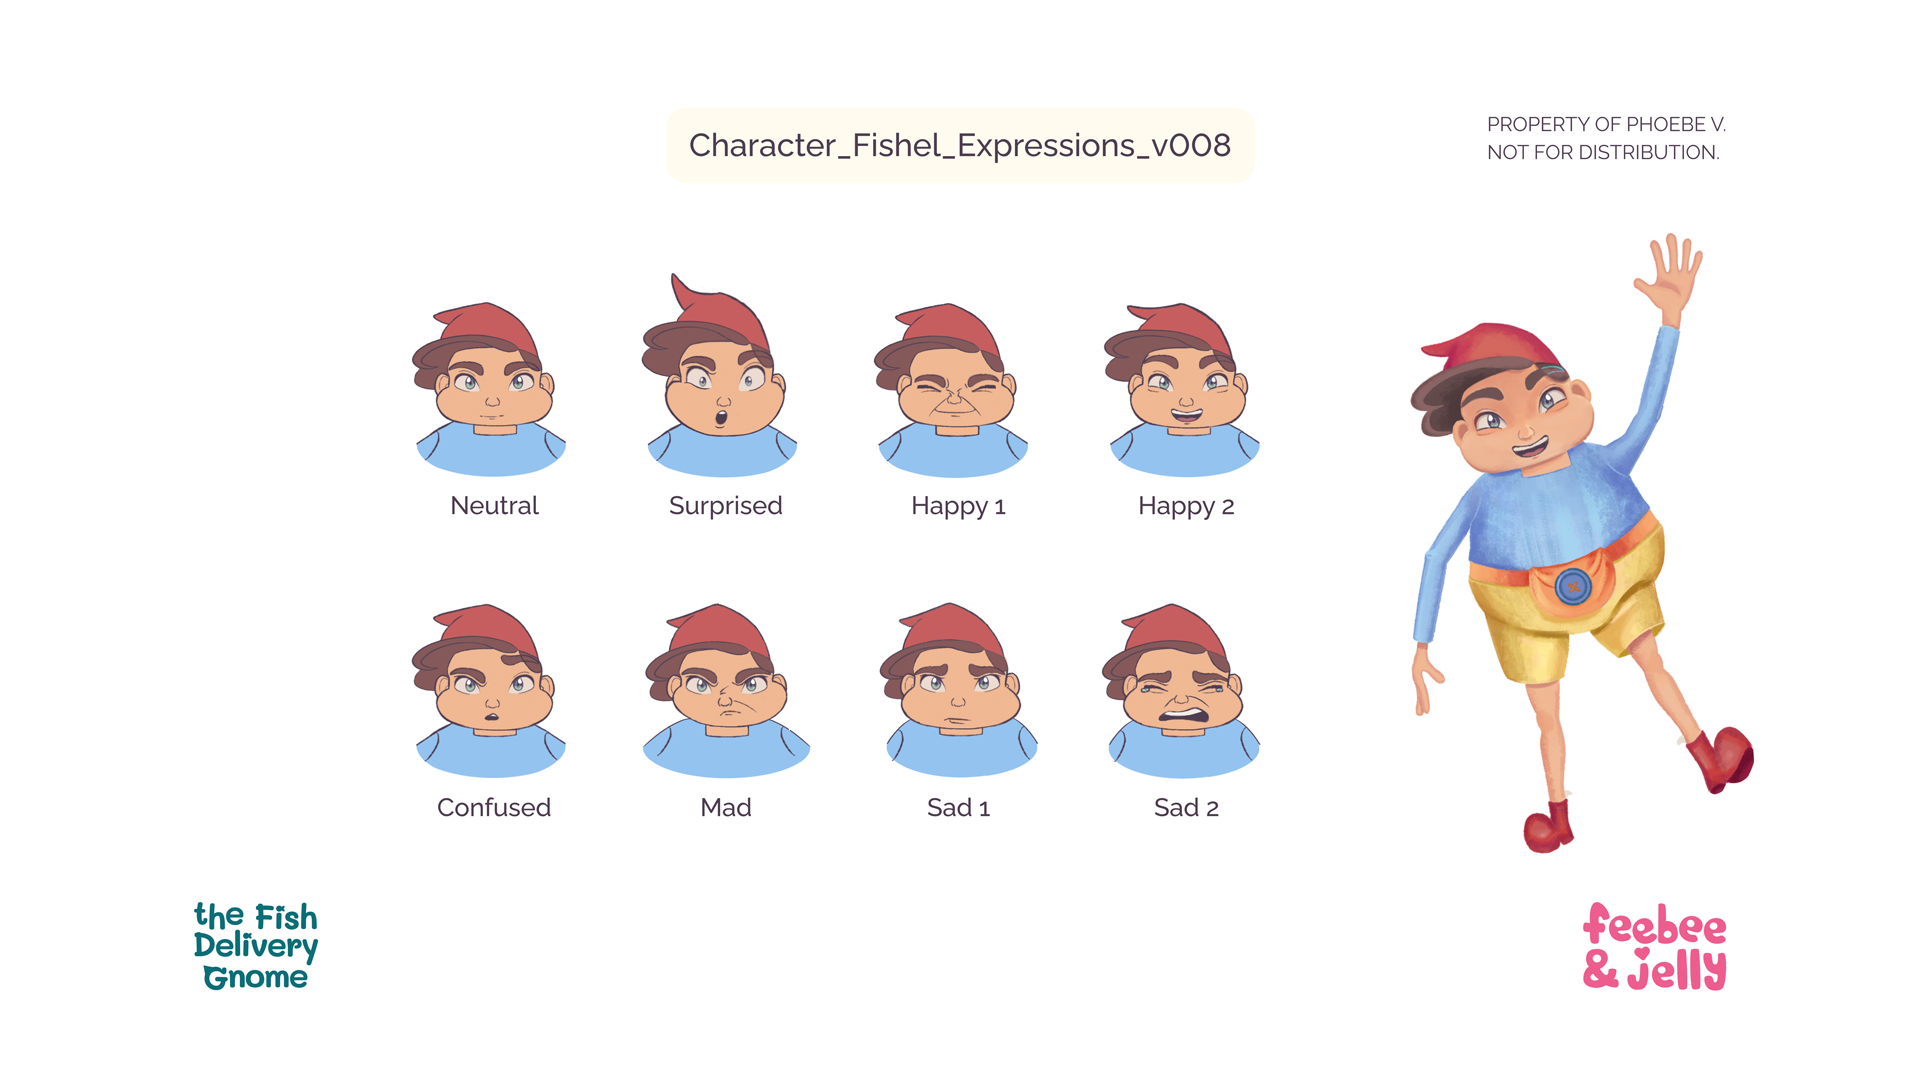 Character_Fishel_Expressions_v008
PROPERTY OF PHOEBE V.
NOT FOR DISTRIBUTION.
Neutral
Surprised
Happy 1
Happy 2
Confused
Mad
Sad 1
Sad 2
the Fish
Delivery
Gnome
feebee
& jelly